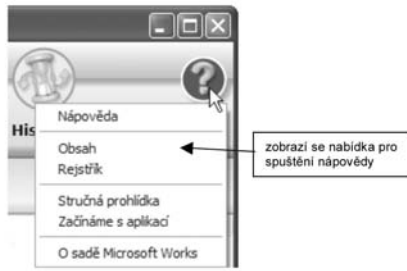 His
Nápověda
Obsah
Rejstřík
Stručná prohlídka
Začínáme s aplikací
O sadě Microsoft Works
zobrazí se nabídka pro
spuštění nápovědy